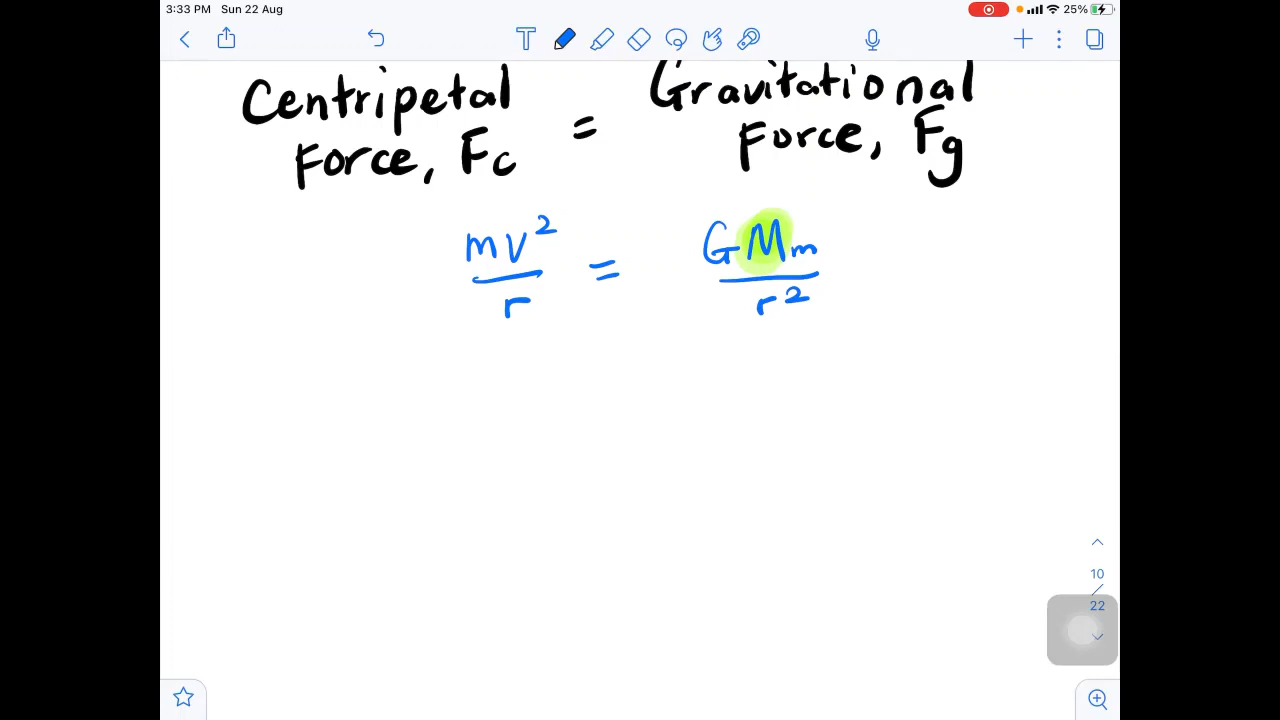 3:33 PM Sun 22 Aug 25%
T
Centripetal Force, Fc = Gravitational Force, Fg
mv²/r = GMm/r²
10
/
22